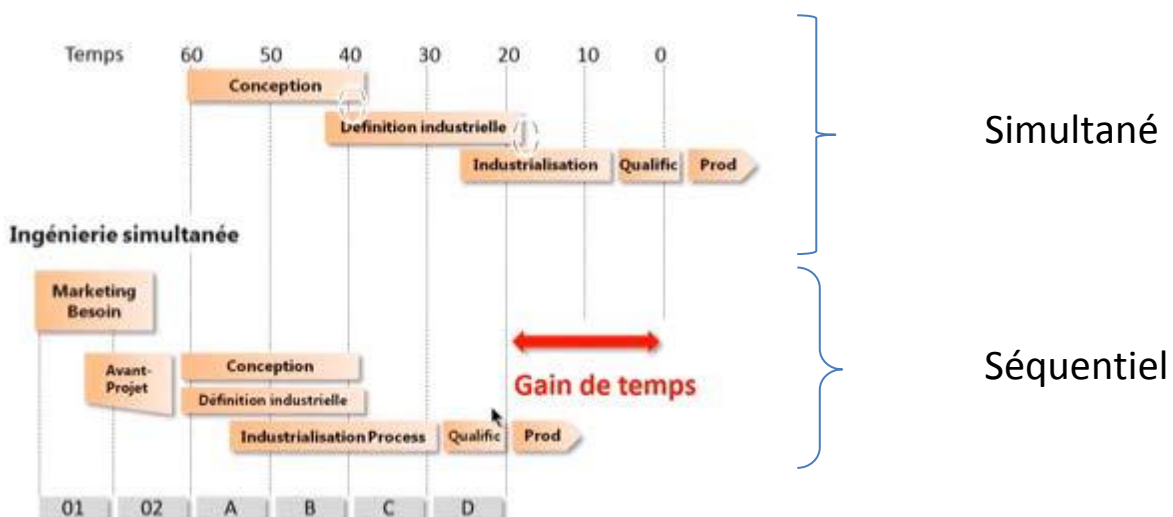 Temps 60 50 40 30 20 10 0
Conception
Définition industrielle
Industrialisation Qualific Prod
Simultané
Ingénierie simultanée
Marketing
Besoin
Avant-
Projet
Conception
Définition industrielle
Industrialisation Process Qualific Prod
Gain de temps
Séquentiel
01 02 A B C D